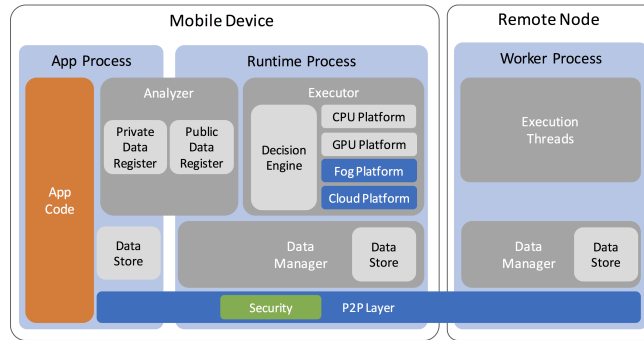 Mobile Device
Remote Node
App Process
Runtime Process
Worker Process
Analyzer
Executor
Private
Data
Register
Public
Data
Register
Decision
Engine
CPU Platform
GPU Platform
Fog Platform
Cloud Platform
Execution
Threads
App
Code
Data
Store
Data
Manager
Data
Store
Data
Manager
Data
Store
Security
P2P Layer